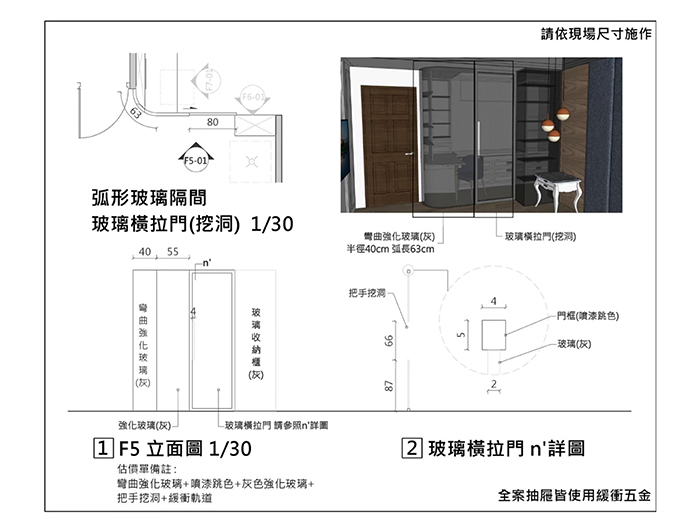 請依現場尺寸施作
F7-01
F6-01
63
80
F5-01
弧形玻璃隔間
玻璃橫拉門(挖洞) 1/30
彎曲強化玻璃(灰)
半徑40cm 弧長63cm
玻璃橫拉門(挖洞)
40 55
n'
4
彎曲強化玻璃(灰)
玻璃收納櫃(灰)
強化玻璃(灰)
玻璃橫拉門 請參照n'詳圖
把手挖洞
66
87
4
5
2
門框(噴漆跳色)
玻璃(灰)
1 F5 立面圖 1/30
估價單備註:
彎曲強化玻璃+噴漆跳色+灰色強化玻璃+
把手挖洞+緩衝軌道
2 玻璃橫拉門 n'詳圖
全案抽屜皆使用緩衝五金